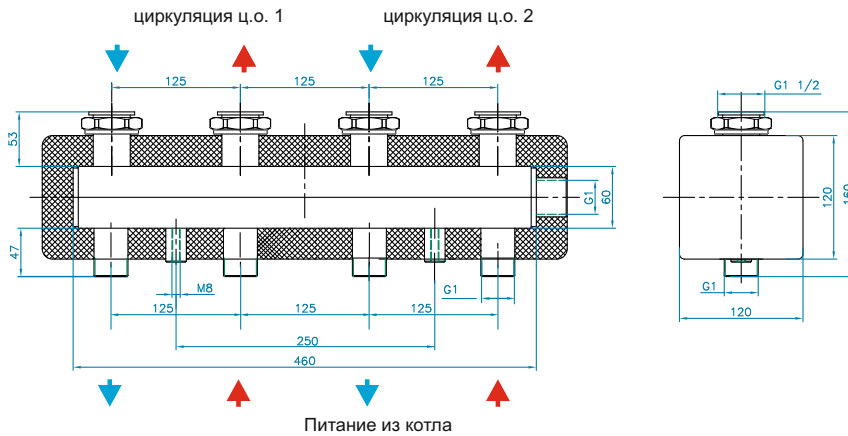 циркуляция ц.о. 1 циркуляция ц.о. 2
125 125 125
G1 1/2
53
G1
60
120
160
47
M8
G1
G1
125 125 125
250
120
460
Питание из котла